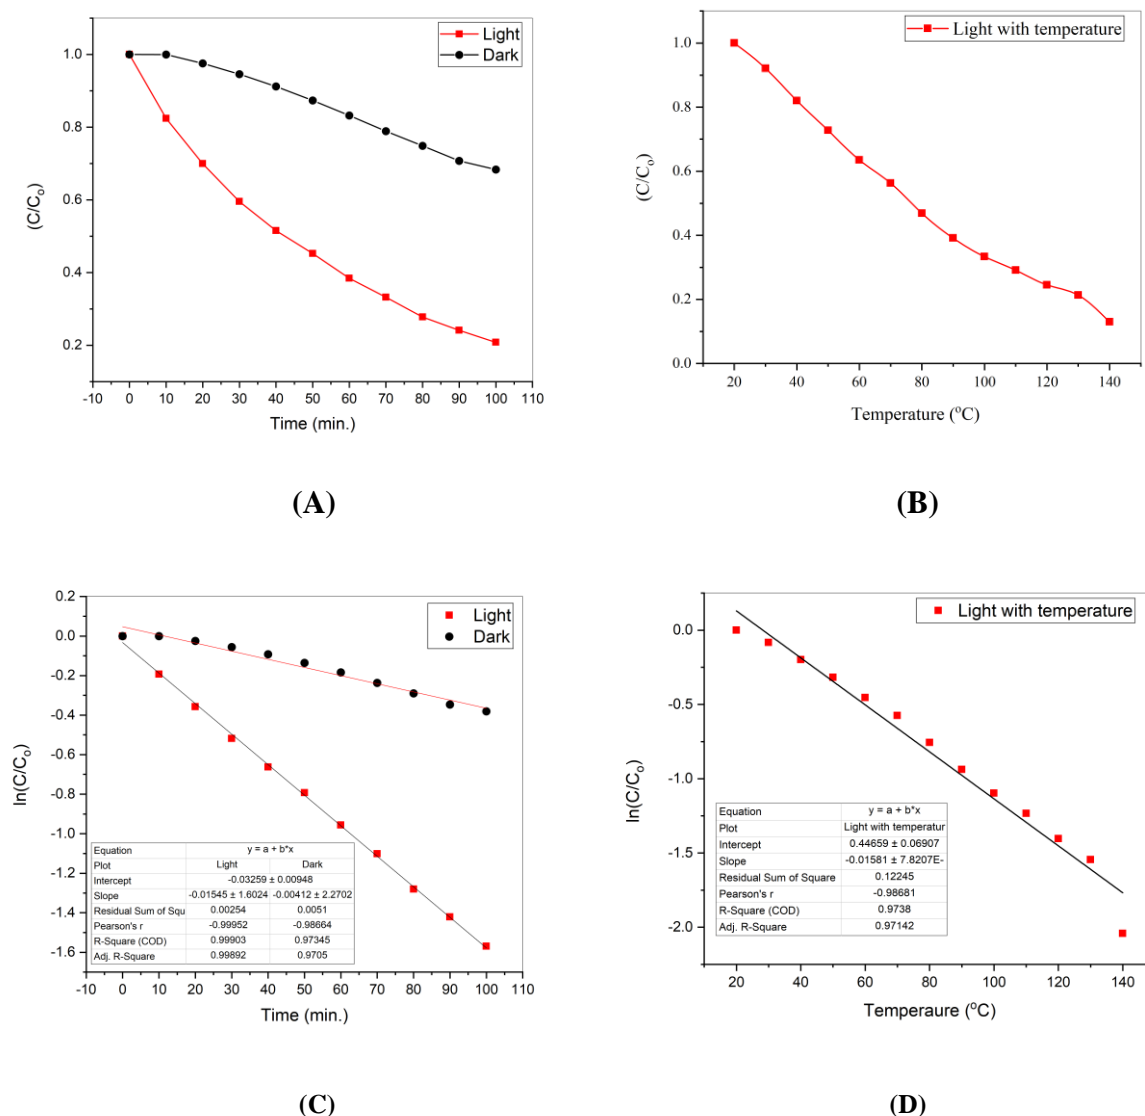 Light
Dark
1.0
0.8
0.6
0.4
0.2
(C/Co)
-10 0 10 20 30 40 50 60 70 80 90 100 110
Time (min.)
(A)
Light with temperature
1.0
0.8
0.6
0.4
0.2
0.0
(C/Co)
20 40 60 80 100 120 140
Temperature (oC)
(B)
Light
Dark
0.2
0.0
-0.2
-0.4
-0.6
-0.8
-1.0
-1.2
-1.4
-1.6
ln(C/Co)
Equation y = a + b*x
Plot Light Dark
Intercept -0.03259 ± 0.00948
Slope -0.01545 ± 1.6024 -0.00412 ± 2.2702
Residual Sum of Squ 0.00254 0.0051
Pearson's r -0.99952 -0.98664
R-Square (COD) 0.99903 0.97345
Adj. R-Square 0.99892 0.9705
-10 0 10 20 30 40 50 60 70 80 90 100 110
Time (min.)
(C)
Light with temperature
0.0
-0.5
-1.0
-1.5
-2.0
ln(C/Co)
Equation y = a + b*x
Plot Light with temperatur
Intercept 0.44659 ± 0.06907
Slope -0.01581 ± 7.8207E-
Residual Sum of Square 0.12245
Pearson's r -0.98681
R-Square (COD) 0.9738
Adj. R-Square 0.97142
20 40 60 80 100 120 140
Temperaure (oC)
(D)